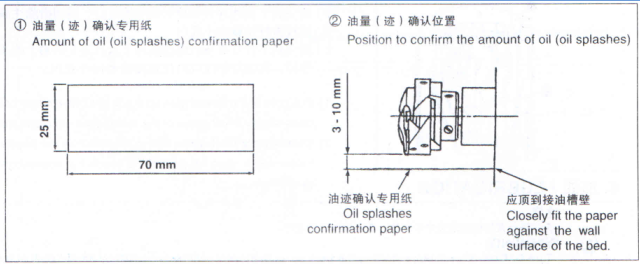 ① 油量（迹）确认专用纸
Amount of oil (oil splashes) confirmation paper
25 mm
70 mm
② 油量（迹）确认位置
Position to confirm the amount of oil (oil splashes)
3 - 10 mm
油迹确认专用纸
Oil splashes
confirmation paper
应顶到接油槽壁
Closely fit the paper
against the wall
surface of the bed.